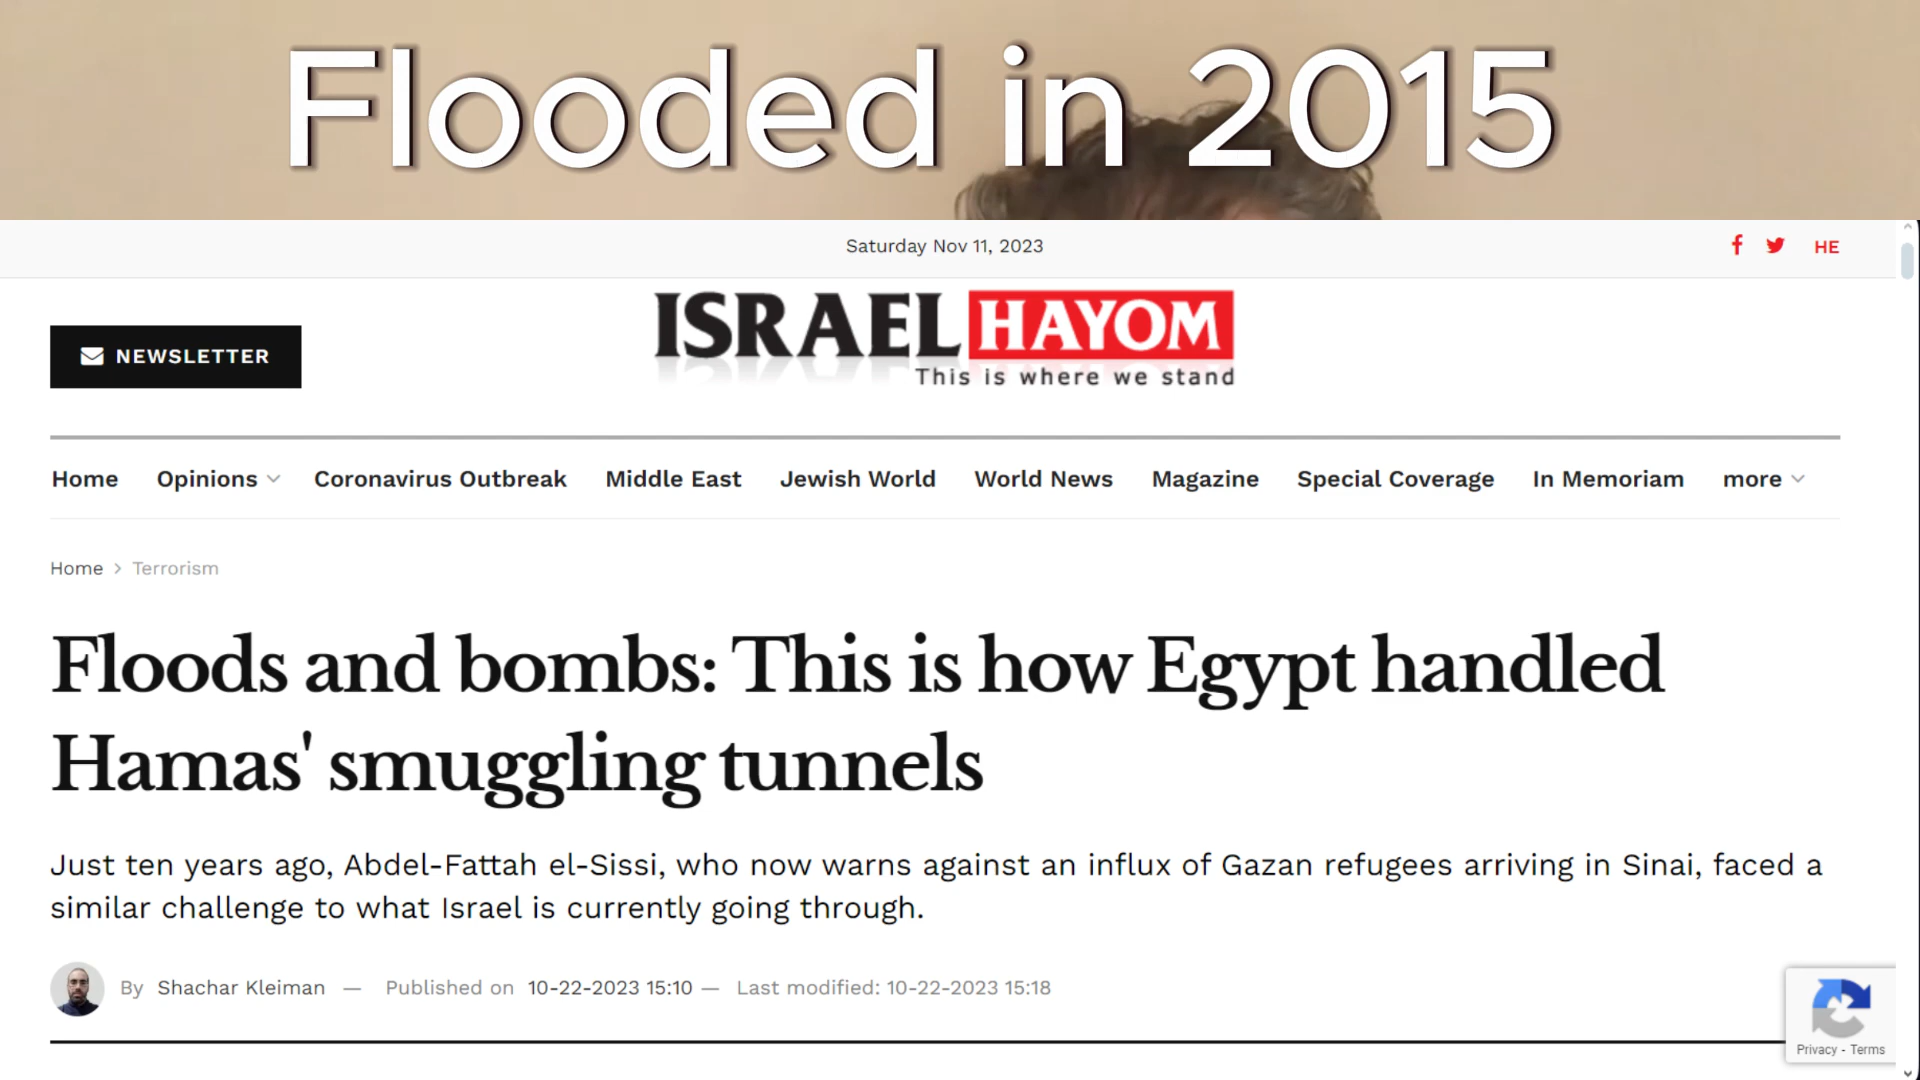 Flooded in 2015
Saturday Nov 11, 2023
HE
NEWSLETTER
ISRAEL HAYOM
This is where we stand
Home Opinions Coronavirus Outbreak Middle East Jewish World World News Magazine Special Coverage In Memoriam more
Home > Terrorism
Floods and bombs: This is how Egypt handled
Hamas' smuggling tunnels
Just ten years ago, Abdel-Fattah el-Sissi, who now warns against an influx of Gazan refugees arriving in Sinai, faced a
similar challenge to what Israel is currently going through.
By Shachar Kleiman — Published on 10-22-2023 15:10 — Last modified: 10-22-2023 15:18
Privacy - Terms